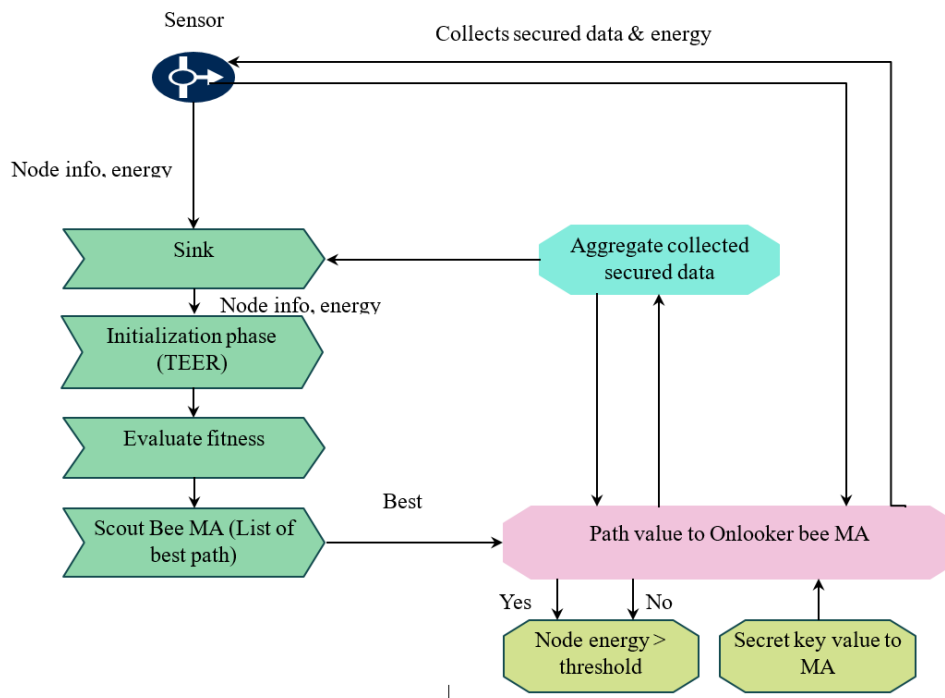 Sensor
Collects secured data & energy
Node info, energy
Sink
Aggregate collected
secured data
Node info, energy
Initialization phase
(TEER)
Evaluate fitness
Scout Bee MA (List of
best path)
Best
Path value to Onlooker bee MA
Yes
No
Node energy >
threshold
Secret key value to
MA